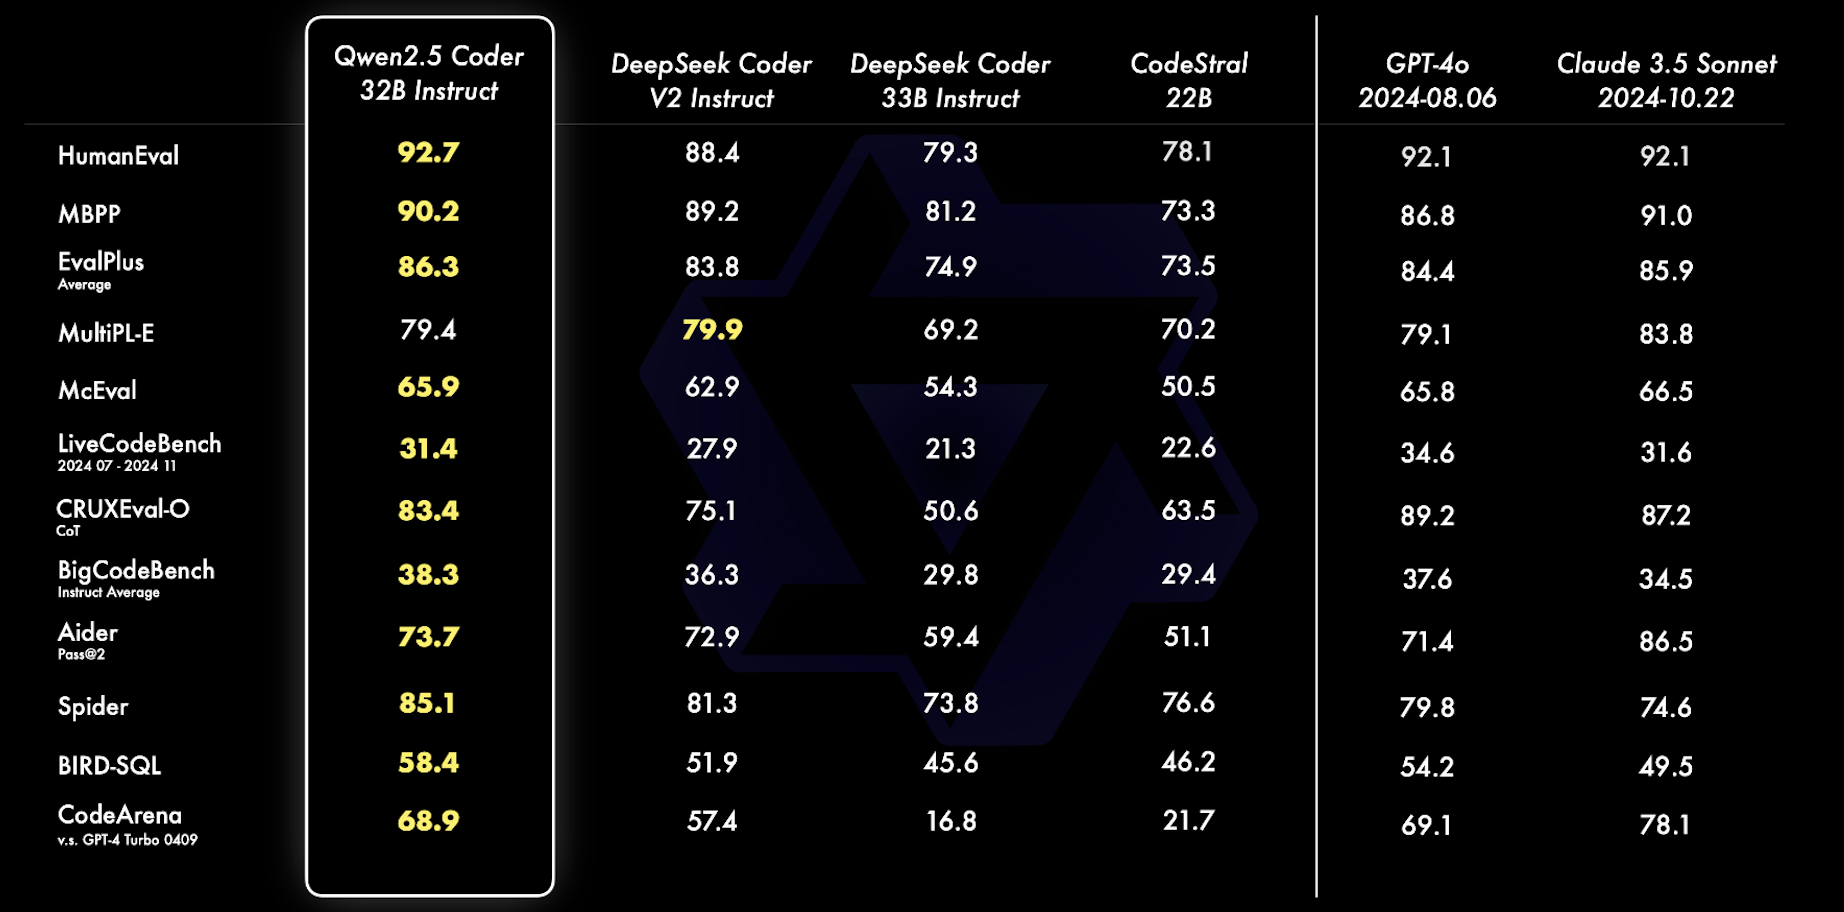 Qwen2.5 Coder
32B Instruct
DeepSeek Coder
V2 Instruct
DeepSeek Coder
33B Instruct
CodeStral
22B
GPT-4o
2024-08.06
Claude 3.5 Sonnet
2024-10.22
HumanEval 92.7 88.4 79.3 78.1 92.1 92.1
MBPP 90.2 89.2 81.2 73.3 86.8 91.0
EvalPlus 86.3 83.8 74.9 73.5 84.4 85.9
Average
MultiPL-E 79.4 79.9 69.2 70.2 79.1 83.8
McEval 65.9 62.9 54.3 50.5 65.8 66.5
LiveCodeBench 31.4 27.9 21.3 22.6 34.6 31.6
2024 07 - 2024 11
CRUXEval-O 83.4 75.1 50.6 63.5 89.2 87.2
CoT
BigCodeBench 38.3 36.3 29.8 29.4 37.6 34.5
Instruct Average
Aider 73.7 72.9 59.4 51.1 71.4 86.5
Pass@2
Spider 85.1 81.3 73.8 76.6 79.8 74.6
BIRD-SQL 58.4 51.9 45.6 46.2 54.2 49.5
CodeArena 68.9 57.4 16.8 21.7 69.1 78.1
v.s. GPT-4 Turbo 0409